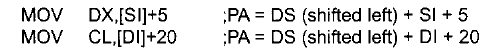 MOV DX,[SI]+5 ;PA = DS (shifted left) + SI + 5
MOV CL,[DI]+20 ;PA = DS (shifted left) + DI + 20